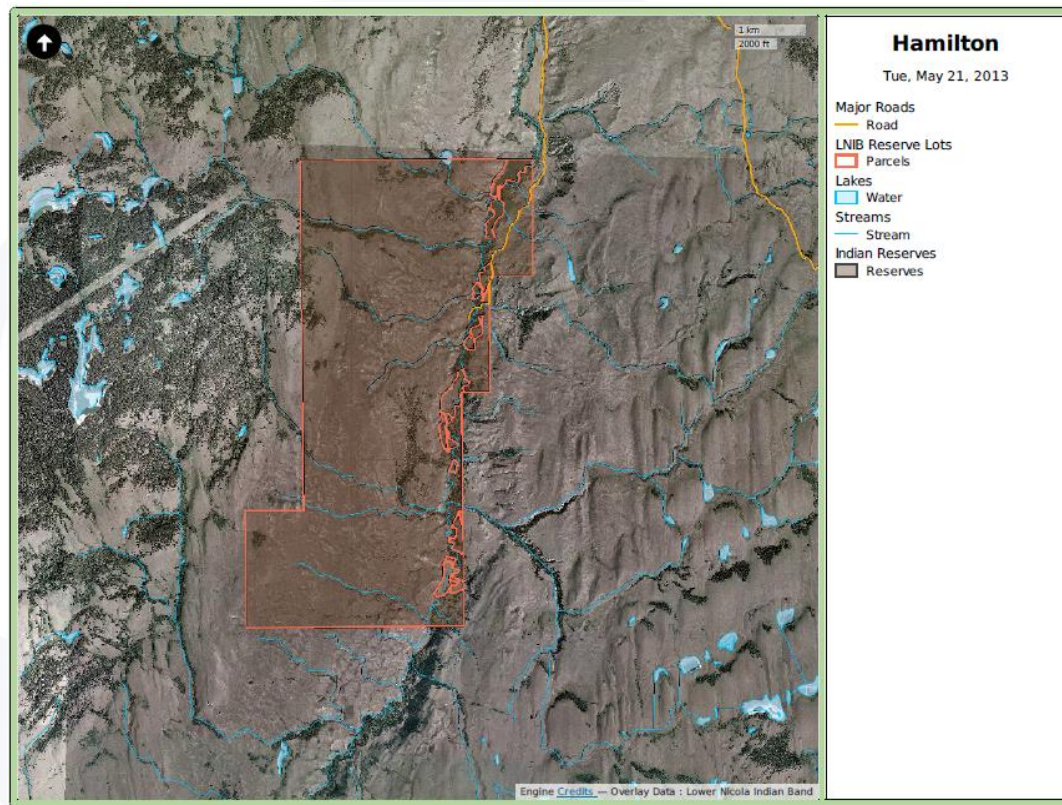 1 km
2000 ft
Hamilton
Tue, May 21, 2013
Major Roads
Road
LNIB Reserve Lots
Parcels
Lakes
Water
Streams
Stream
Indian Reserves
Reserves
Engine Credits — Overlay Data : Lower Nicola Indian Band